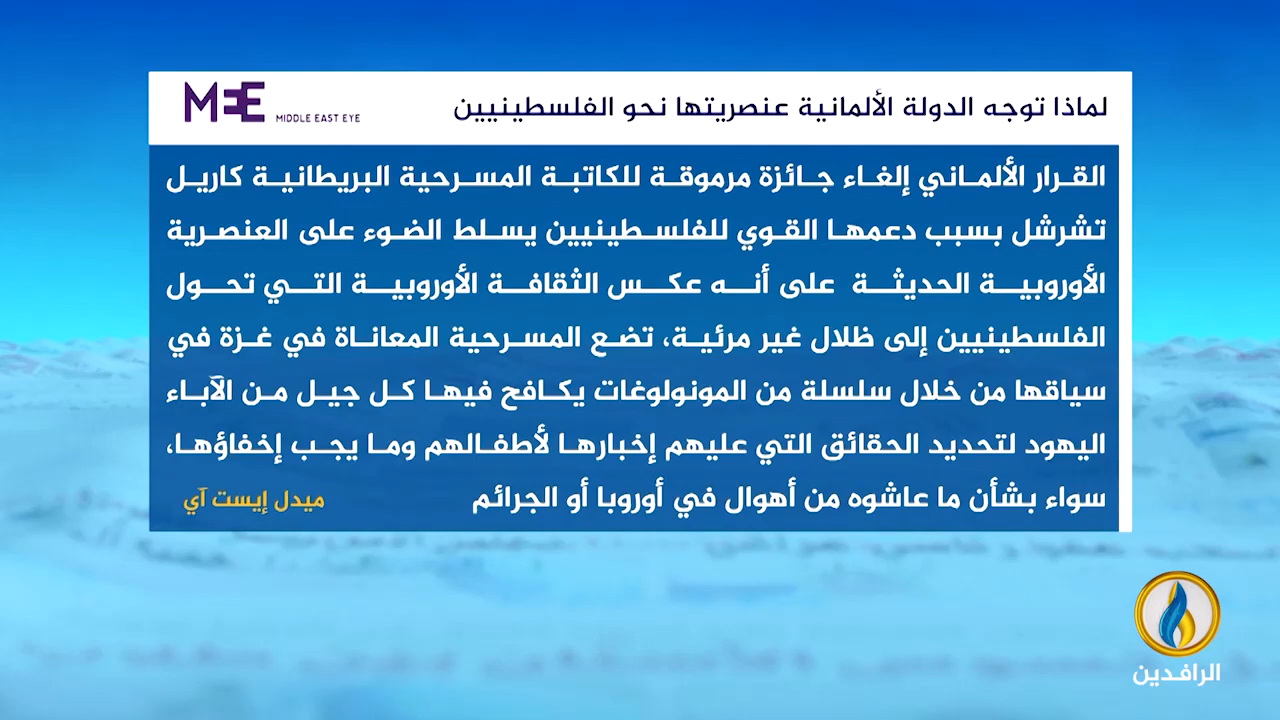 لماذا توجه الدولة الألمانية عنصريتها نحو الفلسطينيين
MEE MIDDLE EAST EYE
القرار الألماني إلغاء جائزة مرموقة للكاتبة المسرحية البريطانية كاريل
تشرشل بسبب دعمها القوي للفلسطينيين يسلط الضوء على العنصرية
الأوروبية الحديثة على أنه عكس الثقافة الأوروبية التي تحول
الفلسطينيين إلى ظلال غير مرئية، تضع المسرحية المعاناة في غزة في
سياقها من خلال سلسلة من المونولوغات يكافح فيها كل جيل من الآباء
اليهود لتحديد الحقائق التي عليهم إخبارها لأطفالهم وما يجب إخفاؤها،
سواء بشأن ما عاشوه من أهوال في أوروبا أو الجرائم
ميدل إيست آي
الرافدين